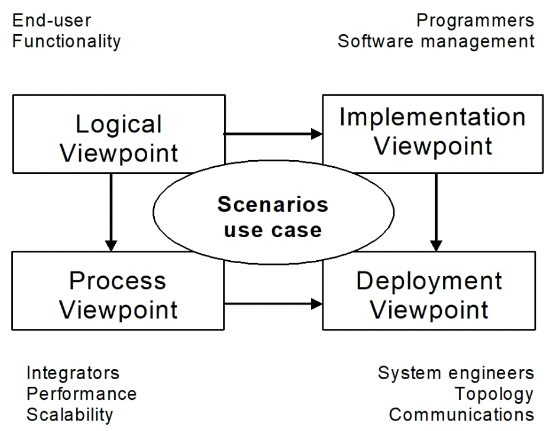 End-user
Functionality
Programmers
Software management
Logical
Viewpoint
Implementation
Viewpoint
Scenarios
use case
Process
Viewpoint
Deployment
Viewpoint
Integrators
Performance
Scalability
System engineers
Topology
Communications